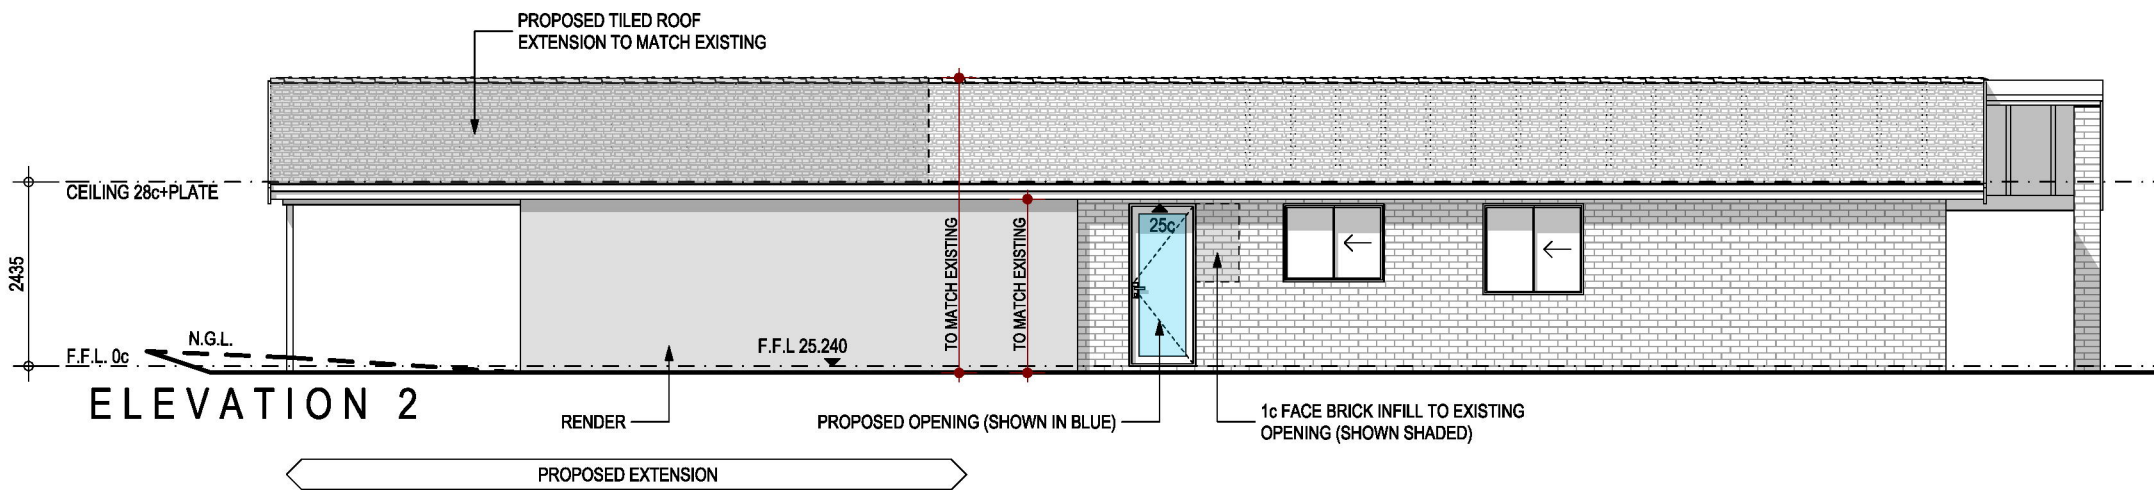 PROPOSED TILED ROOF
EXTENSION TO MATCH EXISTING
CEILING 28c+PLATE
2435
25c
TO MATCH EXISTING
TO MATCH EXISTING
N.G.L.
F.F.L. 0c
F.F.L 25.240
ELEVATION 2
RENDER
PROPOSED OPENING (SHOWN IN BLUE)
1c FACE BRICK INFILL TO EXISTING
OPENING (SHOWN SHADED)
PROPOSED EXTENSION